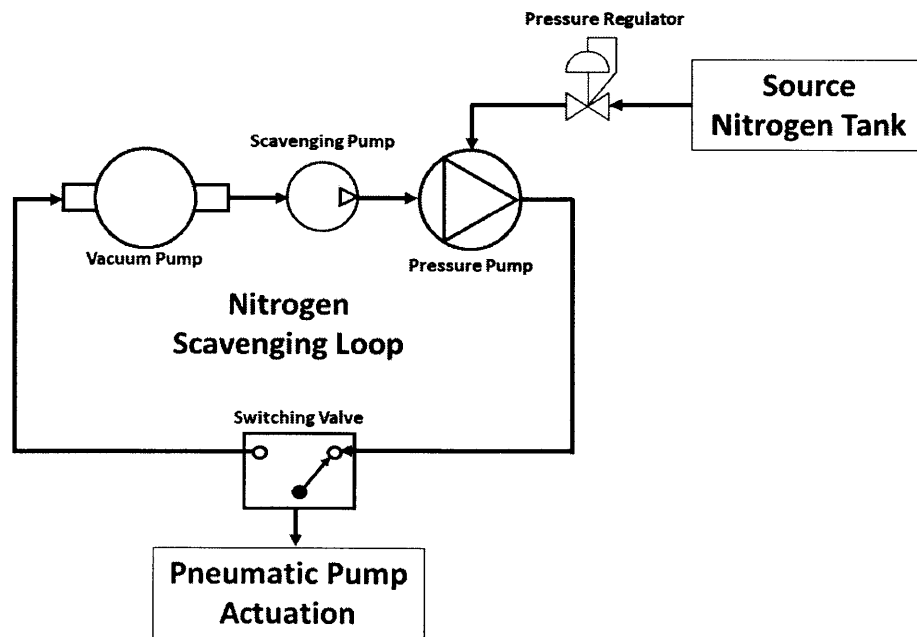 Pressure Regulator
Source
Nitrogen Tank
Scavenging Pump
Vacuum Pump
Pressure Pump
Nitrogen
Scavenging Loop
Switching Valve
Pneumatic Pump
Actuation